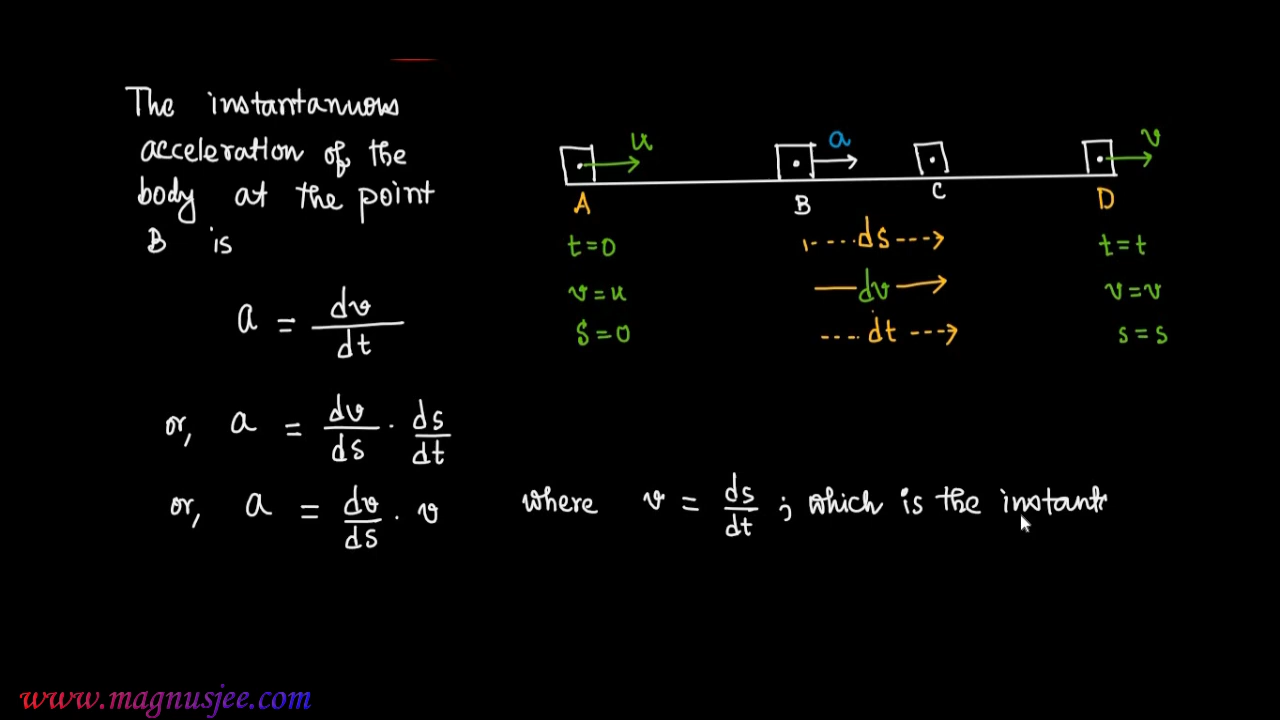 The instantanuous
acceleration of the
body at the point
B is
a = dv/dt
or, a = dv/ds . ds/dt
or, a = dv/ds . v where v = ds/dt ; which is the instant
u a v
A B C D
ds
t=0 t=t
dv
v=u v=v
dt
S=0 s=s
www.magnusjee.com